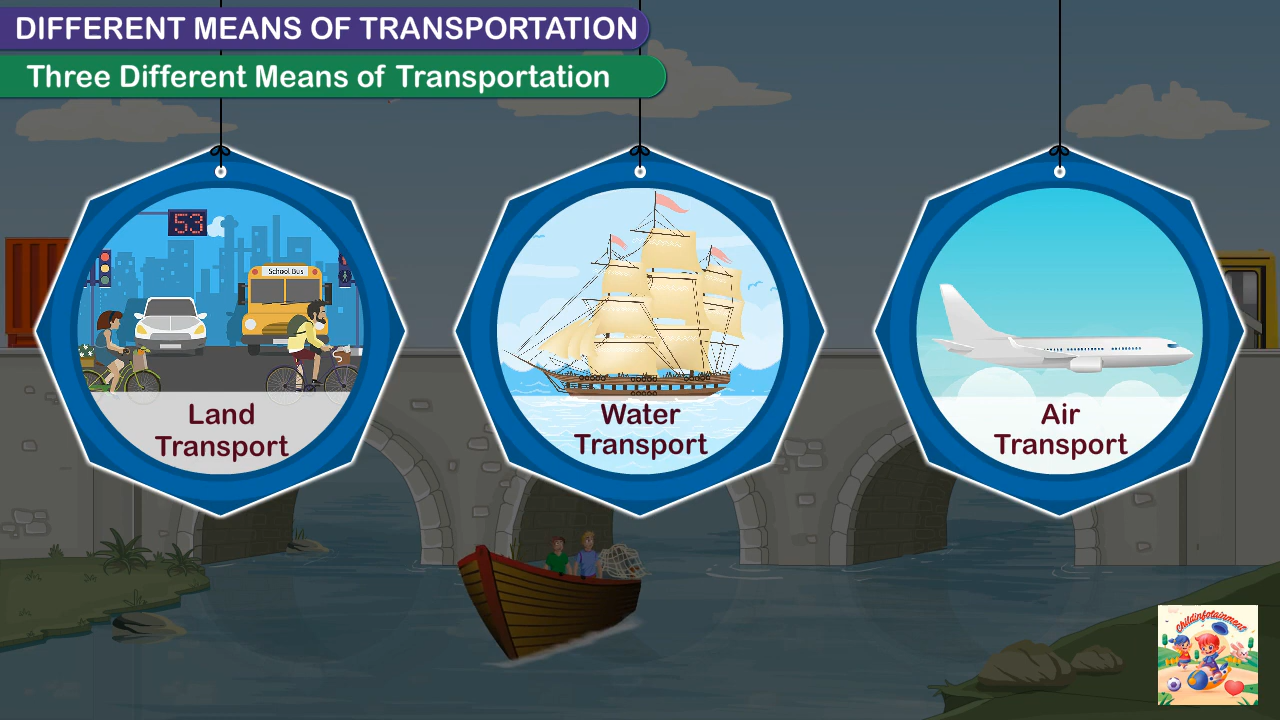 DIFFERENT MEANS OF TRANSPORTATION
Three Different Means of Transportation
53
School Bus
Land
Transport
Water
Transport
Air
Transport
Childinfotainment